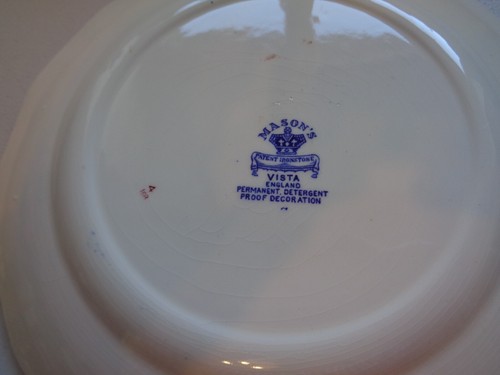 MASON'S
PATENT IRONSTONE
VISTA
ENGLAND
PERMANENT, DETERGENT
PROOF DECORATION